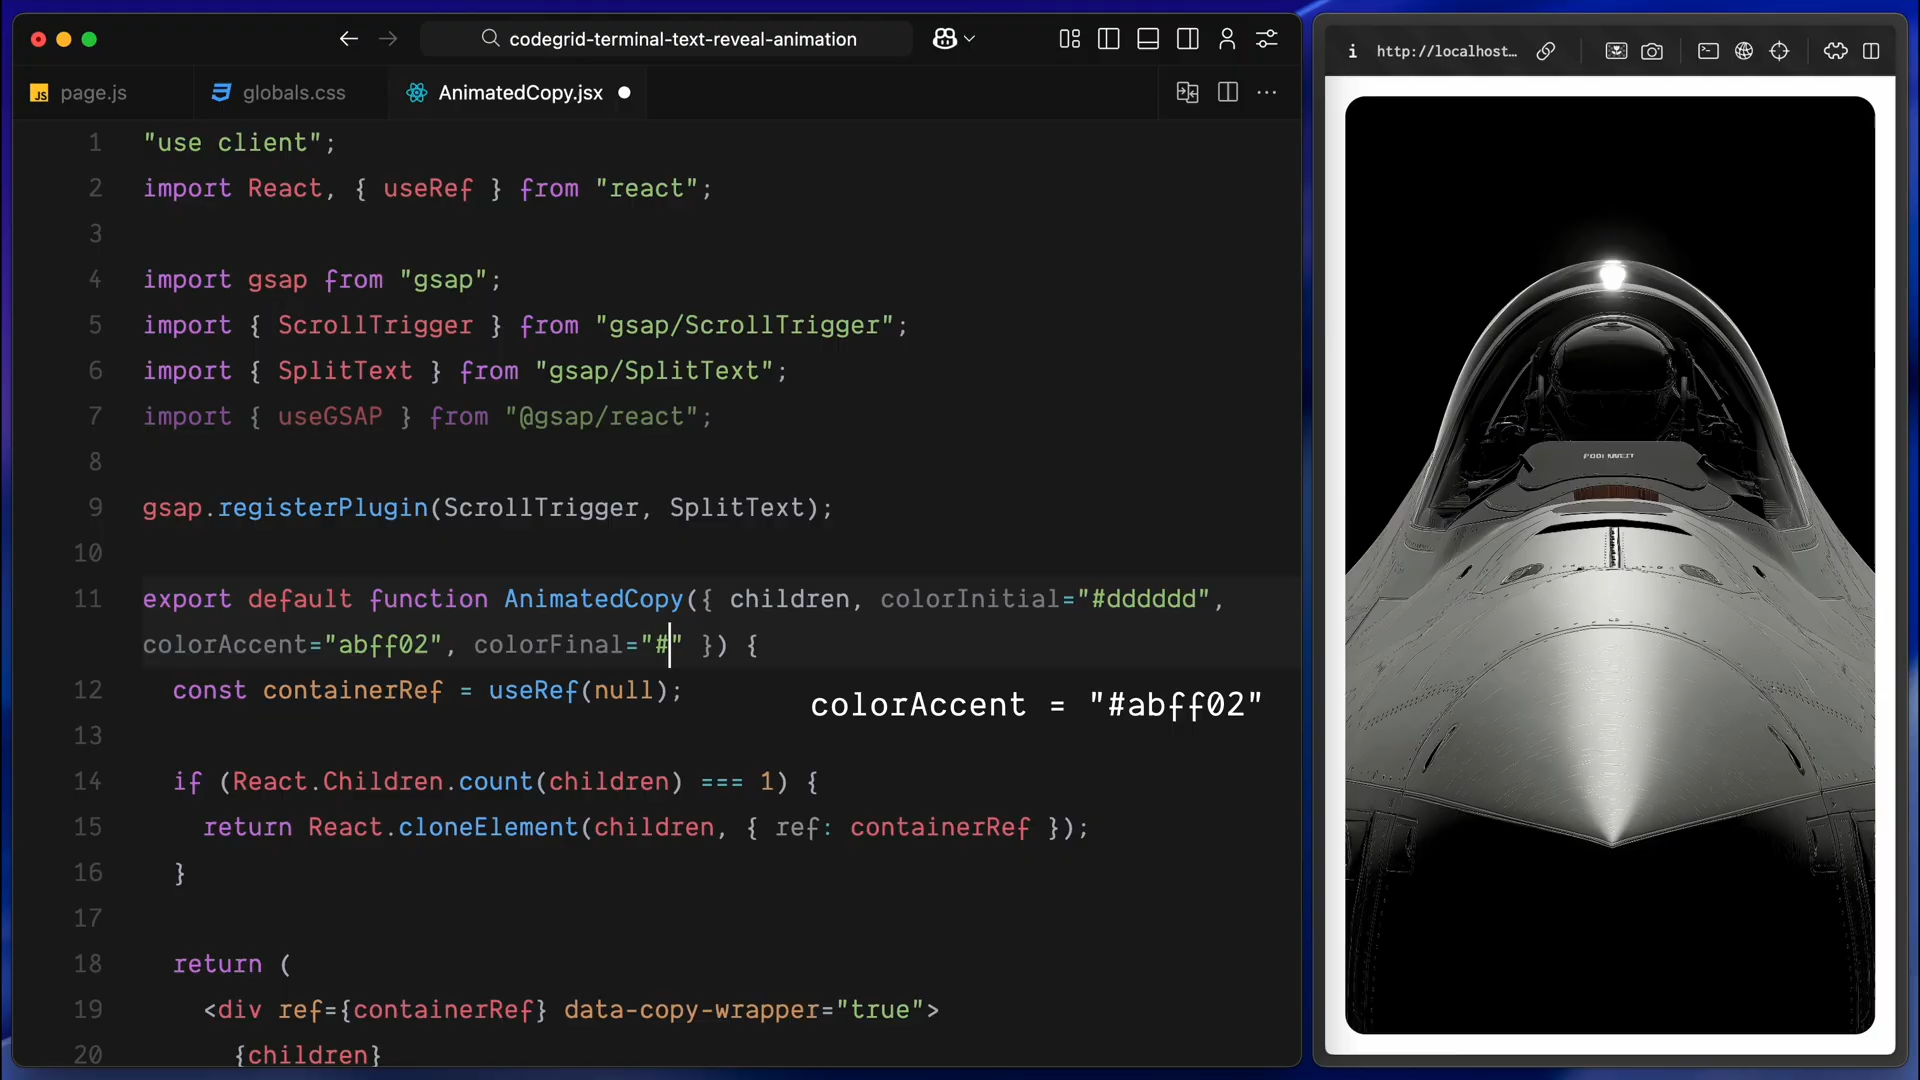 codegrid-terminal-text-reveal-animation
JS page.js
globals.css
AnimatedCopy.jsx
1 "use client";
2 import React, { useRef } from "react";
3
4 import gsap from "gsap";
5 import { ScrollTrigger } from "gsap/ScrollTrigger";
6 import { SplitText } from "gsap/SplitText";
7 import { useGSAP } from "@gsap/react";
8
9 gsap.registerPlugin(ScrollTrigger, SplitText);
10
11 export default function AnimatedCopy({ children, colorInitial="#dddddd",
colorAccent="abff02", colorFinal="#" }) {
12 const containerRef = useRef(null);
colorAccent = "#abff02"
13
14 if (React.Children.count(children) === 1) {
15 return React.cloneElement(children, { ref: containerRef });
16 }
17
18 return (
19 <div ref={containerRef} data-copy-wrapper="true">
20 {children}
i http://localhost…